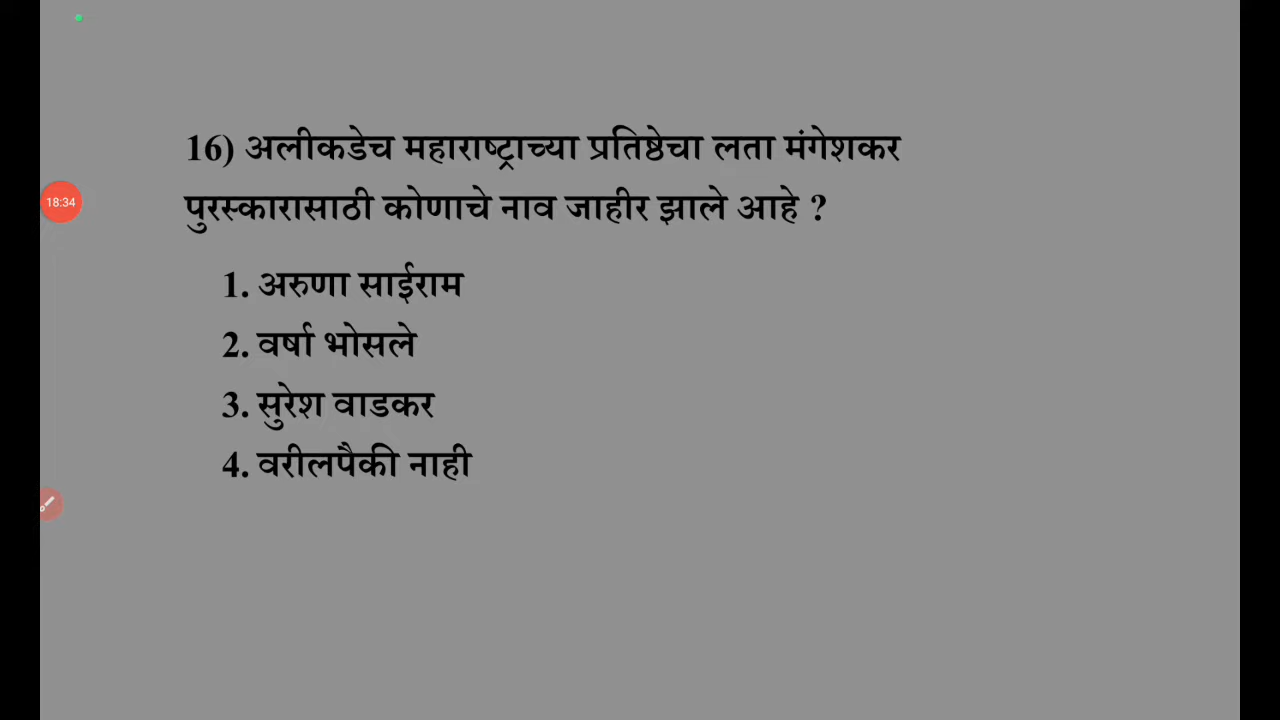 16) अलीकडेच महाराष्ट्राच्या प्रतिष्ठेचा लता मंगेशकर
18:34
पुरस्कारासाठी कोणाचे नाव जाहीर झाले आहे ?
1. अरुणा साईराम
2. वर्षा भोसले
3. सुरेश वाडकर
4. वरीलपैकी नाही